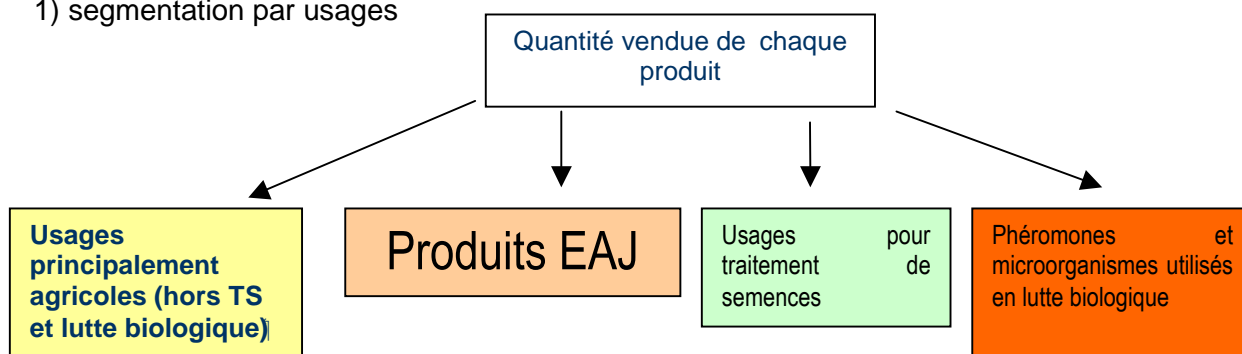 1) segmentation par usages
Quantité vendue de chaque
produit
Usages
principalement
agricoles (hors TS
et lutte biologique)
Produits EAJ
Usages pour
traitement de
semences
Phéromones et
microorganismes utilisés
en lutte biologique